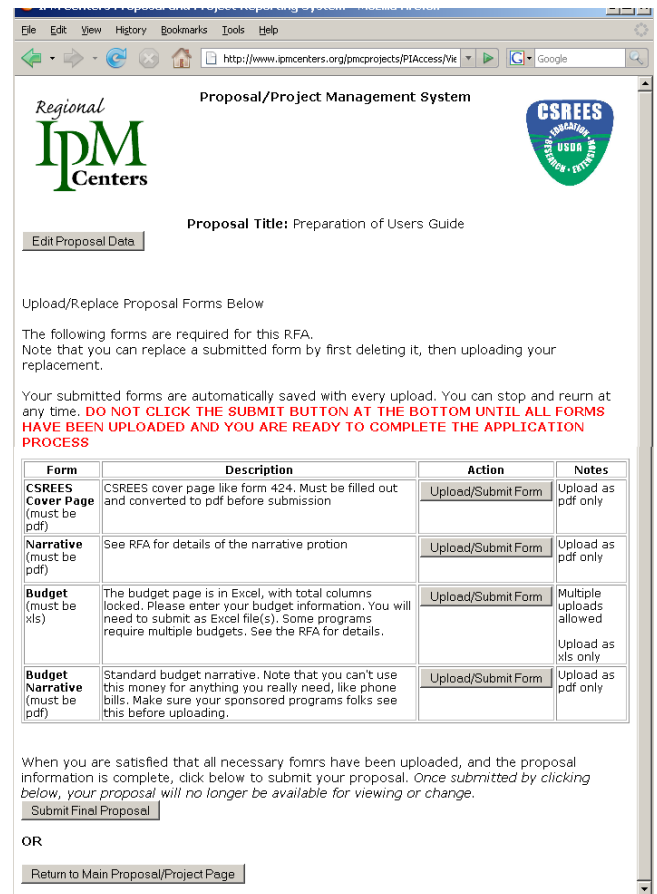 File Edit View History Bookmarks Tools Help
http://www.ipmcenters.org/pmcprojects/PIAccess/Vie
Google
Regional
IPM
Centers
Proposal/Project Management System
CSREES
EDUCATION
USDA
RESEARCH · EXTENSION
Proposal Title: Preparation of Users Guide
Edit Proposal Data
Upload/Replace Proposal Forms Below
The following forms are required for this RFA.
Note that you can replace a submitted form by first deleting it, then uploading your
replacement.
Your submitted forms are automatically saved with every upload. You can stop and reurn at
any time. DO NOT CLICK THE SUBMIT BUTTON AT THE BOTTOM UNTIL ALL FORMS
HAVE BEEN UPLOADED AND YOU ARE READY TO COMPLETE THE APPLICATION
PROCESS
Form Description Action Notes
CSREES
Cover Page
(must be
pdf)
CSREES cover page like form 424. Must be filled out
and converted to pdf before submission
Upload/Submit Form
Upload as
pdf only
Narrative
(must be
pdf)
See RFA for details of the narrative protion
Upload/Submit Form
Upload as
pdf only
Budget
(must be
xls)
The budget page is in Excel, with total columns
locked. Please enter your budget information. You will
need to submit as Excel file(s). Some programs
require multiple budgets. See the RFA for details.
Upload/Submit Form
Multiple
uploads
allowed
Upload as
xls only
Budget
Narrative
(must be
pdf)
Standard budget narrative. Note that you can't use
this money for anything you really need, like phone
bills. Make sure your sponsored programs folks see
this before uploading.
Upload/Submit Form
Upload as
pdf only
When you are satisfied that all necessary fomrs have been uploaded, and the proposal
information is complete, click below to submit your proposal. Once submitted by clicking
below, your proposal will no longer be available for viewing or change.
Submit Final Proposal
OR
Return to Main Proposal/Project Page